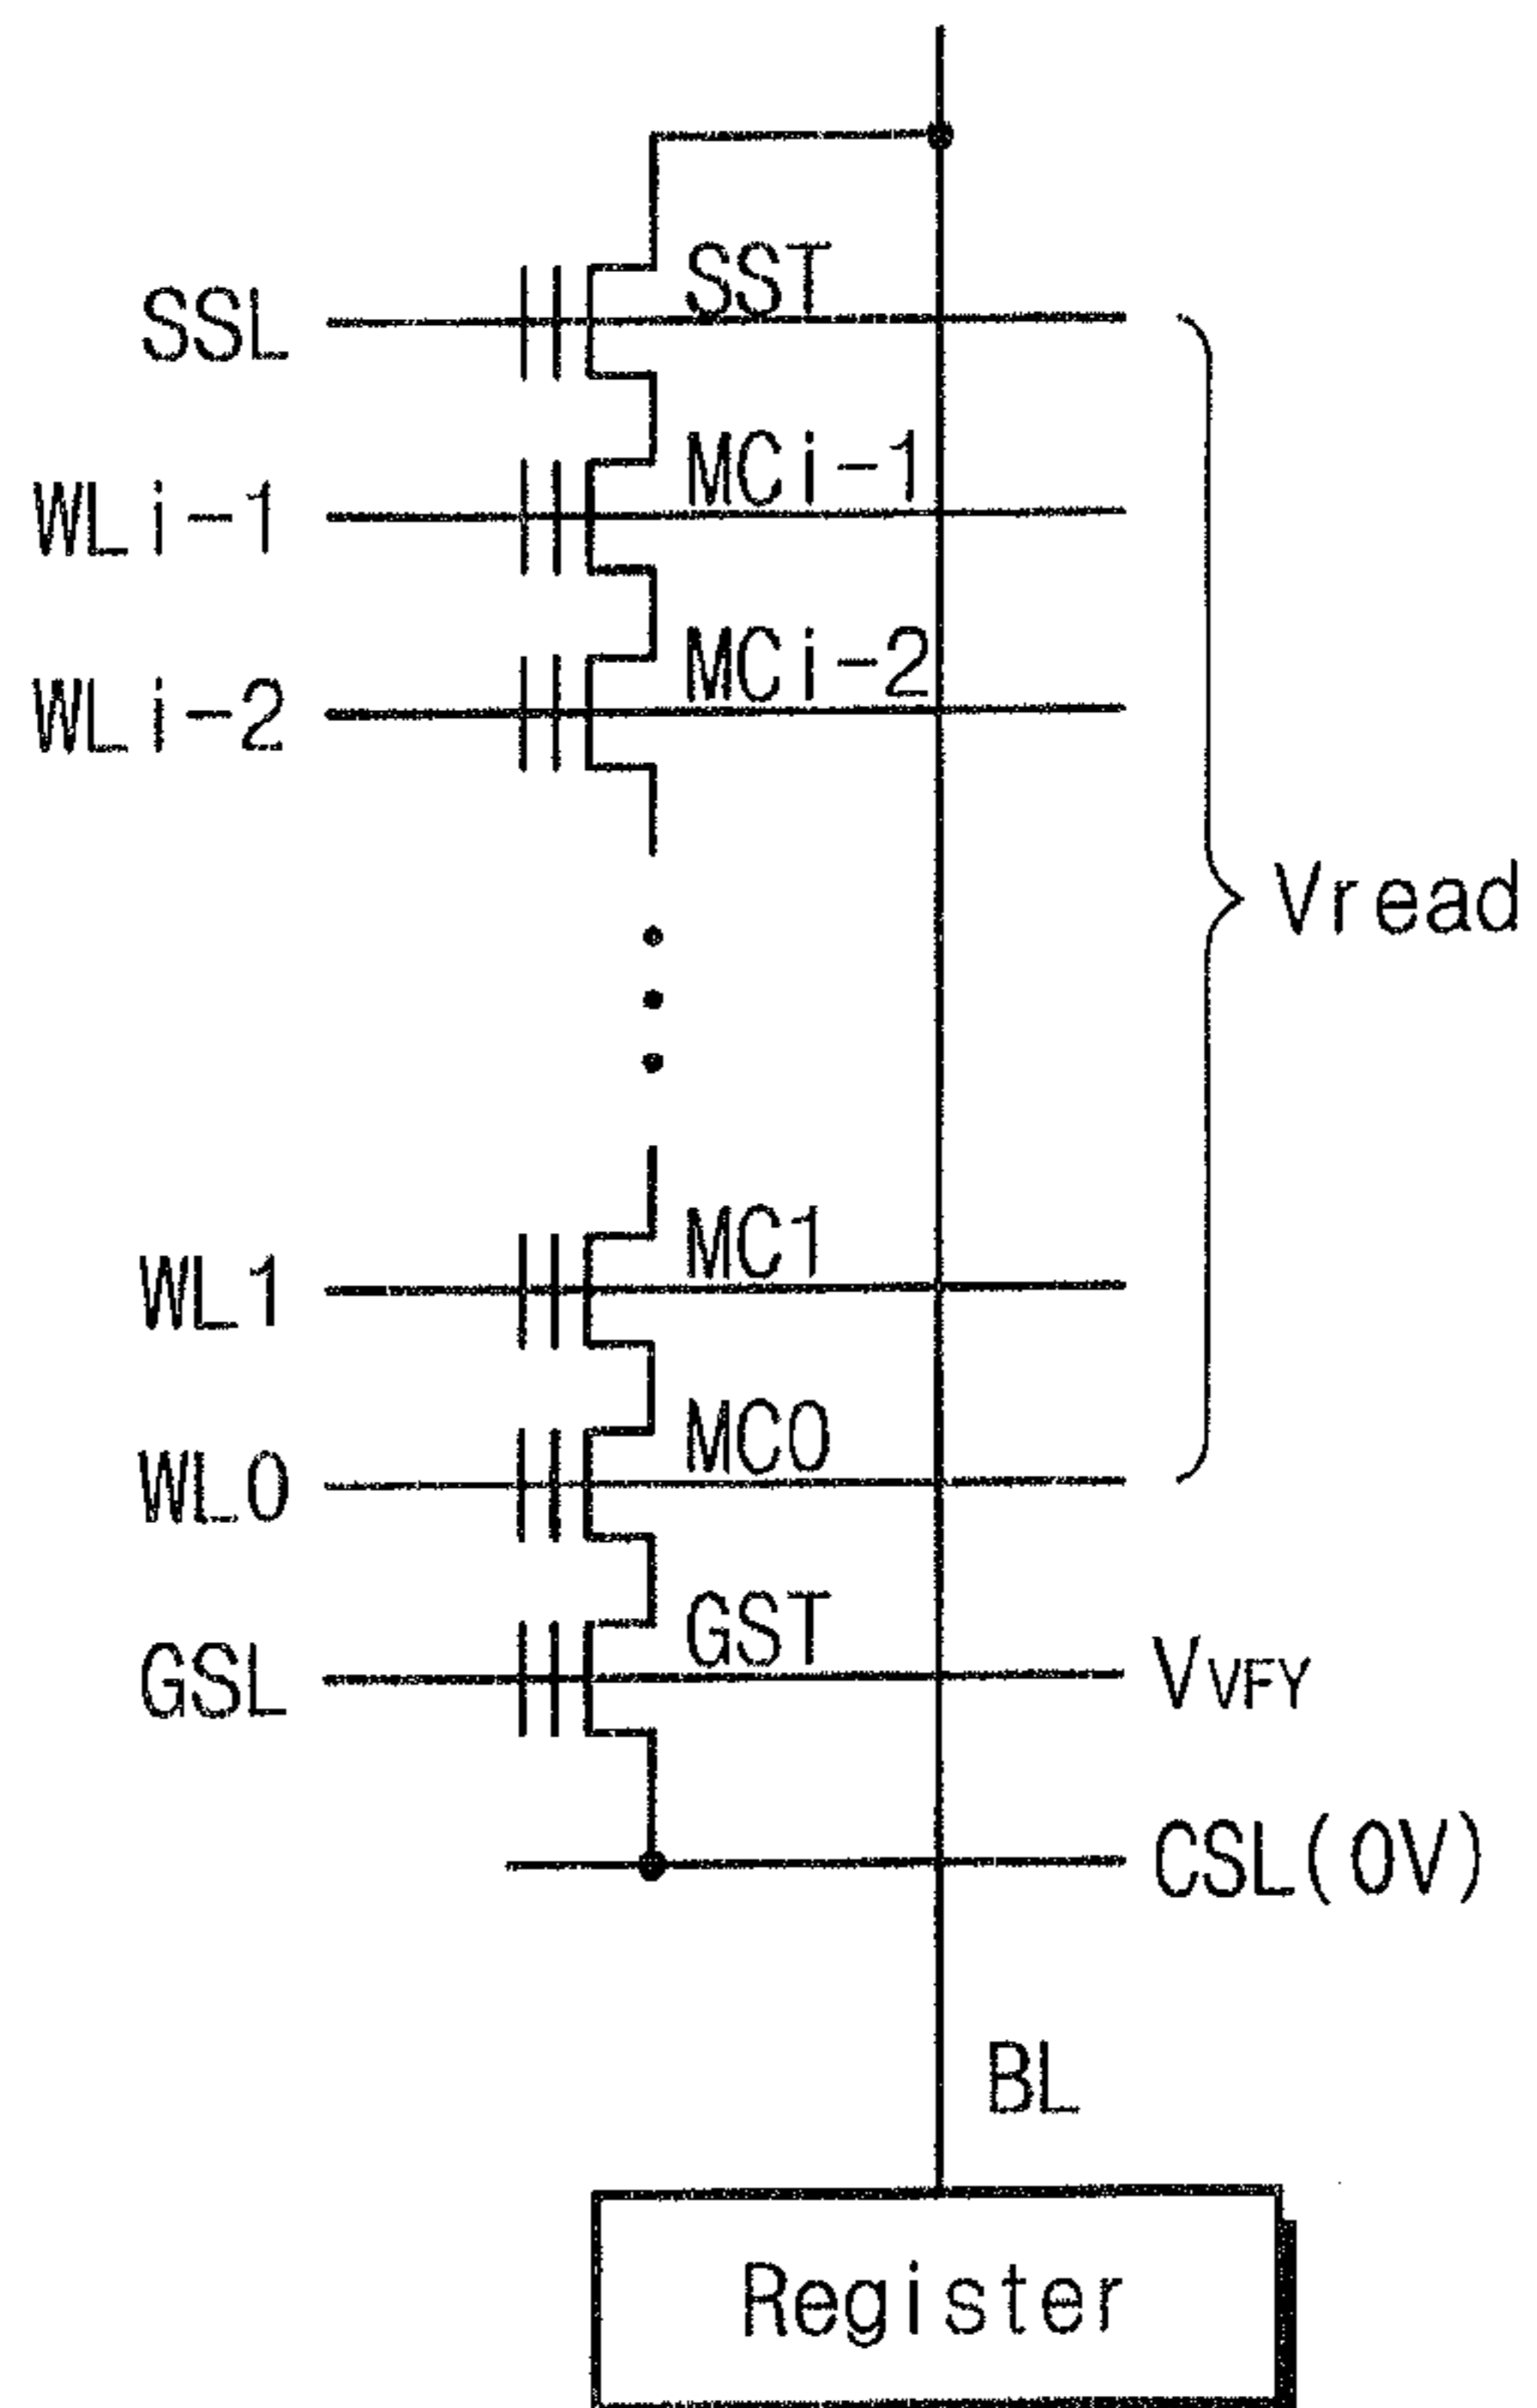 SST
SSL
MCi-1
WLi-1
MCi-2
WLi-2
Vread
MC1
WL1
MC0
WL0
GST
GSL
VVFY
CSL(0V)
BL
Register